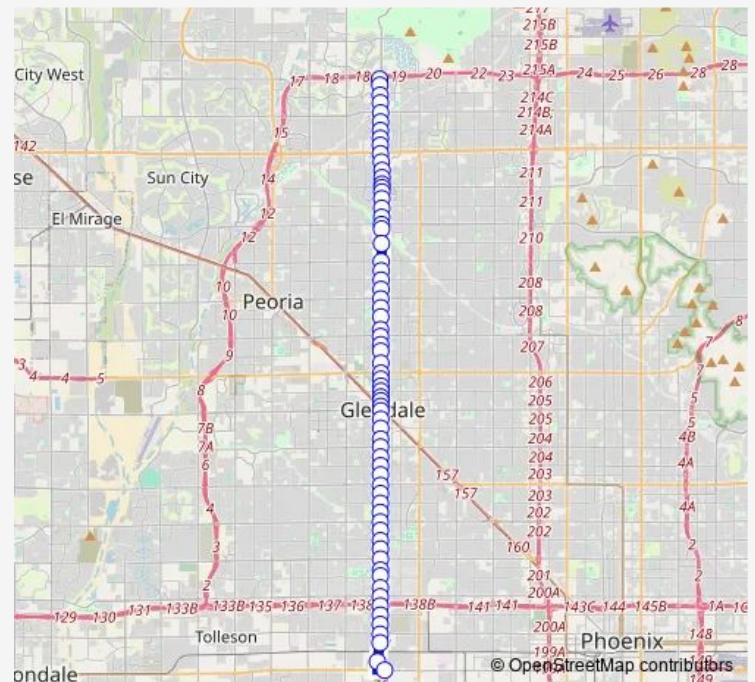 217
215B
215B
City West
17 18 18 19 20 22 23 215A 24 25 26 28 28
214C
214B;
214A
15
142
211
se
Sun City
14
211
12
El Mirage
12
210
10
208
Peoria
10
208
3
9
207
7
8
4 4 5
8
206
5
205
Glendale
205
5
7B
204
4B
7A
204
4A
6
157
203
157
203
4
202
3
202
160
2
201
2
129 130 131 133B 133B 135 136 137 138 138B 141 141 200A 143C 144 145B 1A 1C
200A
Tolleson
Phoenix
148
199A
ondale
© OpenStreetMap contributors
149